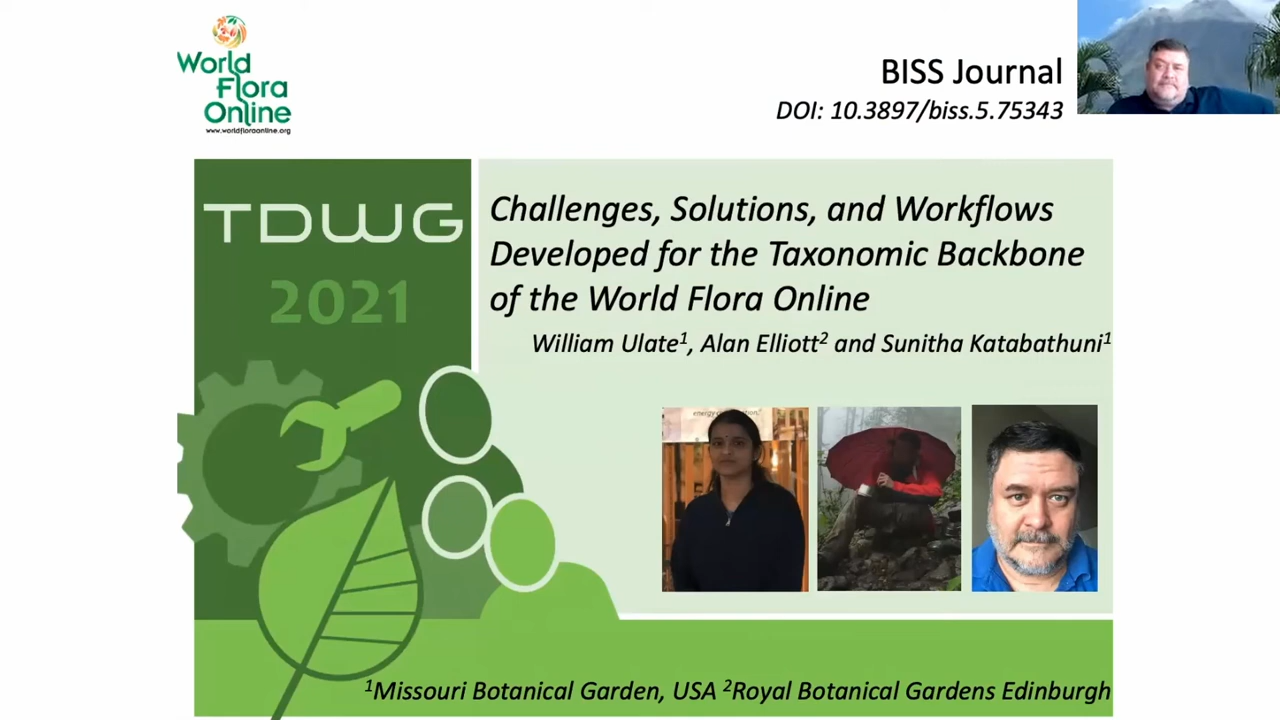 World
Flora
Online
www.worldfloraonline.org
BISS Journal
DOI: 10.3897/biss.5.75343
TDWG
2021
Challenges, Solutions, and Workflows
Developed for the Taxonomic Backbone
of the World Flora Online
William Ulate1, Alan Elliott2 and Sunitha Katabathuni1
energy
1Missouri Botanical Garden, USA 2Royal Botanical Gardens Edinburgh